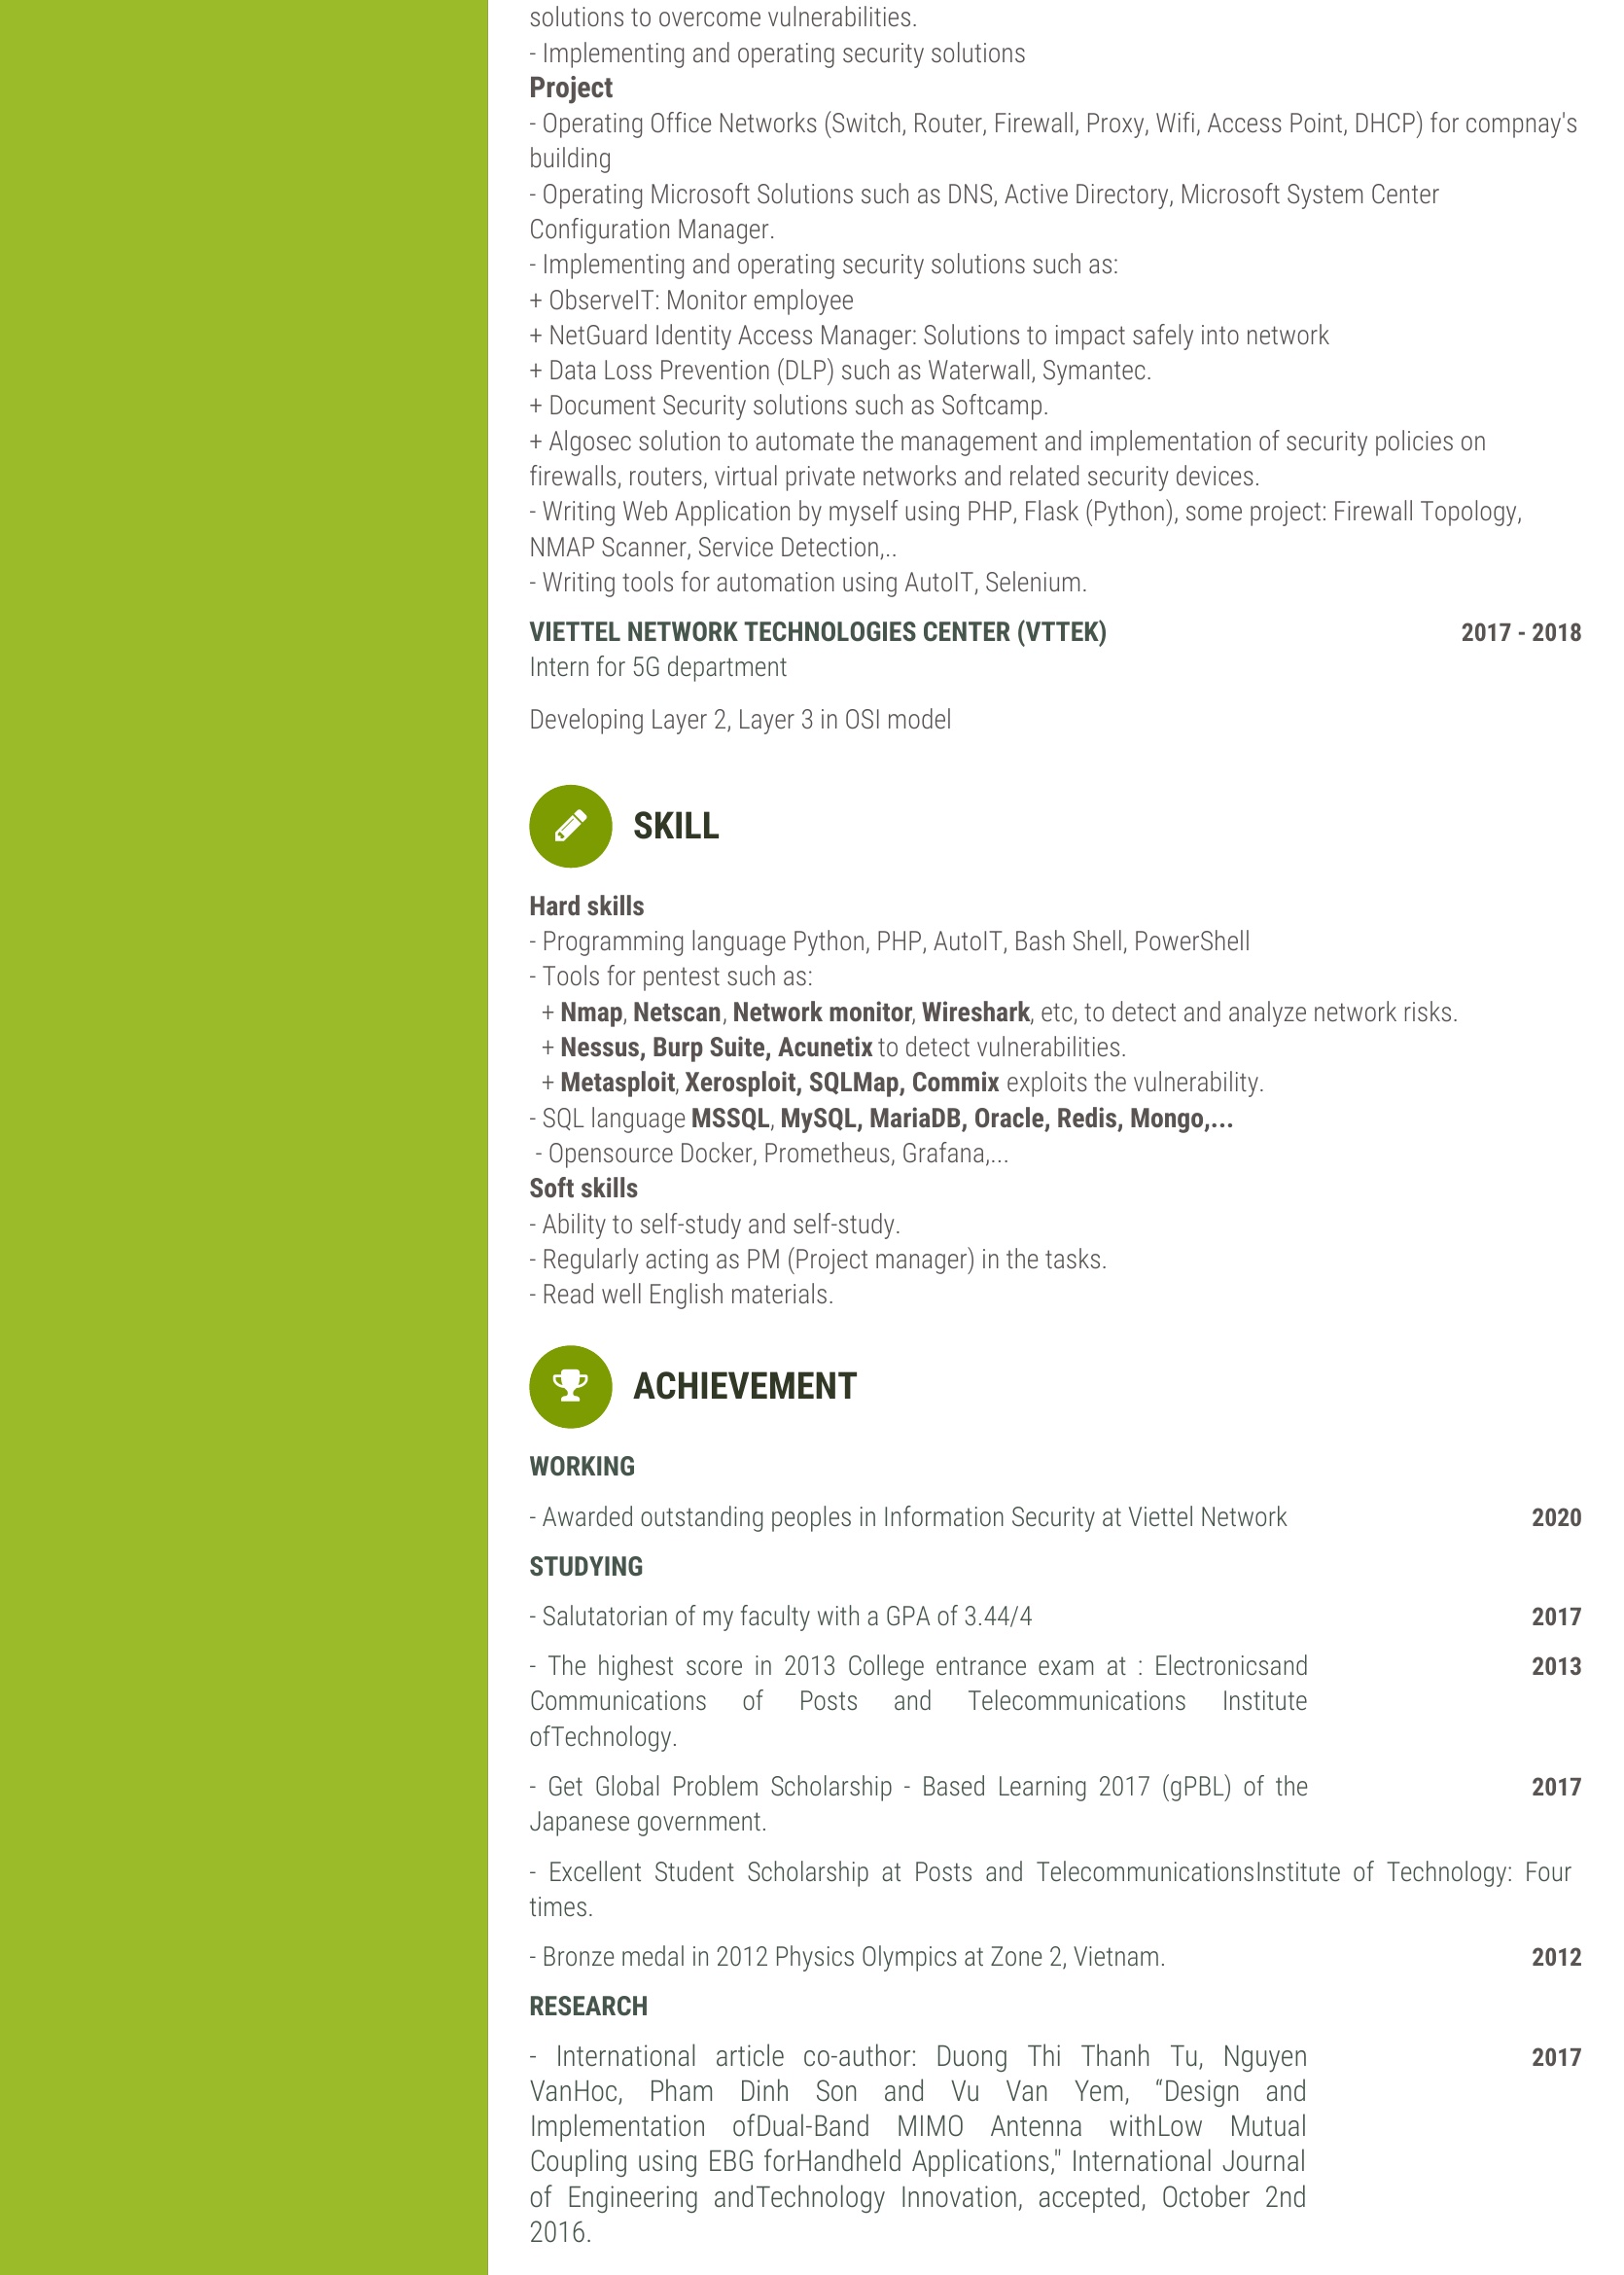 solutions to overcome vulnerabilities.
- Implementing and operating security solutions
Project
- Operating Office Networks (Switch, Router, Firewall, Proxy, Wifi, Access Point, DHCP) for compnay's
building
- Operating Microsoft Solutions such as DNS, Active Directory, Microsoft System Center
Configuration Manager.
- Implementing and operating security solutions such as:
+ ObserveIT: Monitor employee
+ NetGuard Identity Access Manager: Solutions to impact safely into network
+ Data Loss Prevention (DLP) such as Waterwall, Symantec.
+ Document Security solutions such as Softcamp.
+ Algosec solution to automate the management and implementation of security policies on
firewalls, routers, virtual private networks and related security devices.
- Writing Web Application by myself using PHP, Flask (Python), some project: Firewall Topology,
NMAP Scanner, Service Detection,..
- Writing tools for automation using AutoIT, Selenium.
VIETTEL NETWORK TECHNOLOGIES CENTER (VTTEK) 2017 - 2018
Intern for 5G department
Developing Layer 2, Layer 3 in OSI model
SKILL
Hard skills
- Programming language Python, PHP, AutoIT, Bash Shell, PowerShell
- Tools for pentest such as:
+ Nmap, Netscan, Network monitor, Wireshark, etc, to detect and analyze network risks.
+ Nessus, Burp Suite, Acunetix to detect vulnerabilities.
+ Metasploit, Xerosploit, SQLMap, Commix exploits the vulnerability.
- SQL language MSSQL, MySQL, MariaDB, Oracle, Redis, Mongo,...
- Opensource Docker, Prometheus, Grafana,...
Soft skills
- Ability to self-study and self-study.
- Regularly acting as PM (Project manager) in the tasks.
- Read well English materials.
ACHIEVEMENT
WORKING
- Awarded outstanding peoples in Information Security at Viettel Network 2020
STUDYING
- Salutatorian of my faculty with a GPA of 3.44/4 2017
- The highest score in 2013 College entrance exam at : Electronicsand 2013
Communications of Posts and Telecommunications Institute
ofTechnology.
- Get Global Problem Scholarship - Based Learning 2017 (gPBL) of the 2017
Japanese government.
- Excellent Student Scholarship at Posts and TelecommunicationsInstitute of Technology: Four
times.
- Bronze medal in 2012 Physics Olympics at Zone 2, Vietnam. 2012
RESEARCH
- International article co-author: Duong Thi Thanh Tu, Nguyen 2017
VanHoc, Pham Dinh Son and Vu Van Yem, “Design and
Implementation ofDual-Band MIMO Antenna withLow Mutual
Coupling using EBG forHandheld Applications," International Journal
of Engineering andTechnology Innovation, accepted, October 2nd
2016.